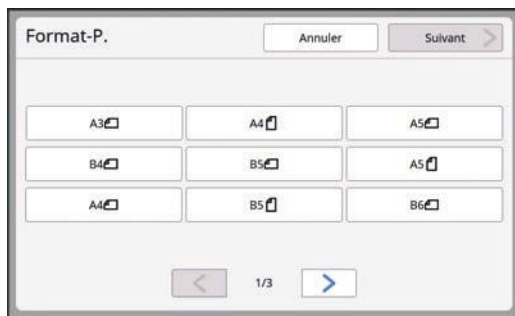 Format-P. Annuler Suivant
A3 A4 A5
B4 B5 A5
A4 B5 B6
1/3